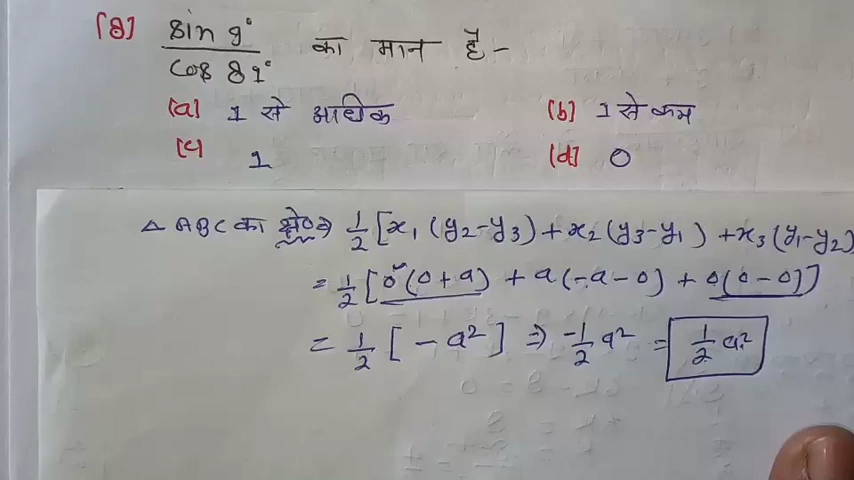 [8] sin 9° / cos 81° का मान है -
(a) 1 से अधिक (b) 1 से कम
(c) 1 (d) 0
△ ABC का क्षे० ⇒ 1/2 [x₁ (y₂-y₃) + x₂ (y₃-y₁) + x₃ (y₁-y₂)
= 1/2 [0 (0+a) + a (-a-0) + 0 (0-0)]
= 1/2 [-a²] ⇒ -1/2 a² = 1/2 a²